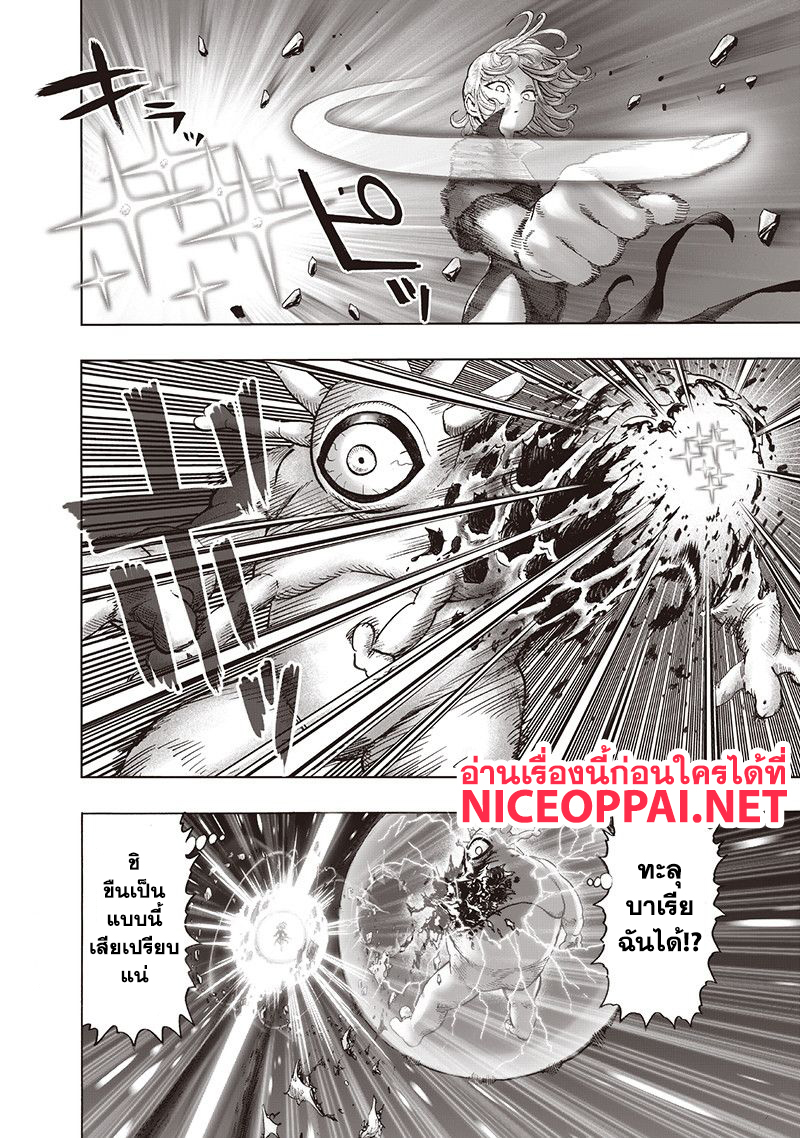 キラッ
ピッ
ドドッ
อ่านเรื่องนี้ก่อนใครได้ที่
NICEOPPAI.NET
ทะลุ
บาเรีย
ฉันได้!?
ชิ
ขืนเป็น
แบบนี้
เสียเปรียบ
แน่